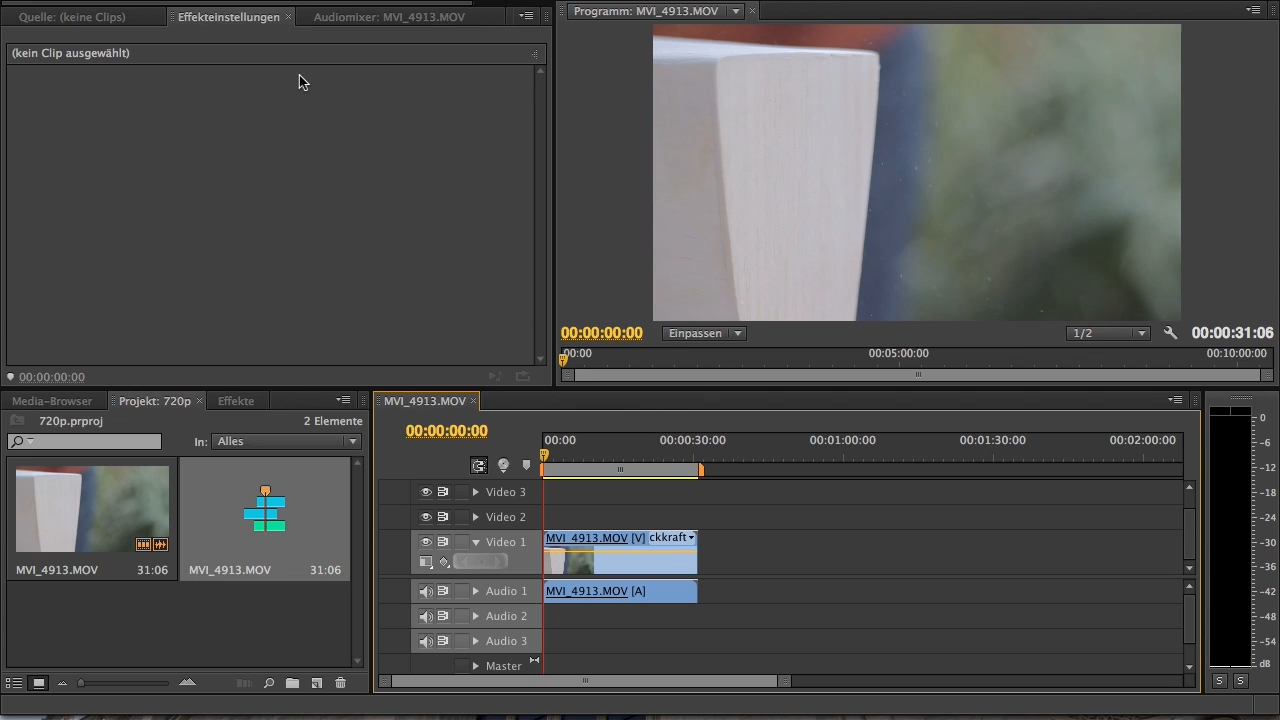 Quelle: (keine Clips)
Effekteinstellungen
Audiomixer: MVI_4913.MOV
(kein Clip ausgewählt)
00:00:00:00
Programm: MVI_4913.MOV
00:00:00:00
Einpassen
1/2
00:00:31:06
00:00
00:05:00:00
00:10:00:00
Media-Browser
Projekt: 720p
Effekte
720p.prproj
2 Elemente
In:
Alles
MVI_4913.MOV
31:06
MVI_4913.MOV
31:06
MVI_4913.MOV
00:00:00:00
00:00
00:00:30:00
00:01:00:00
00:01:30:00
00:02:00:00
Video 3
Video 2
Video 1
MVI_4913.MOV [V]
ckkraft
Audio 1
MVI_4913.MOV [A]
Audio 2
Audio 3
Master
0
-6
-12
-18
-24
-30
-36
-42
-48
-54
dB
S
S